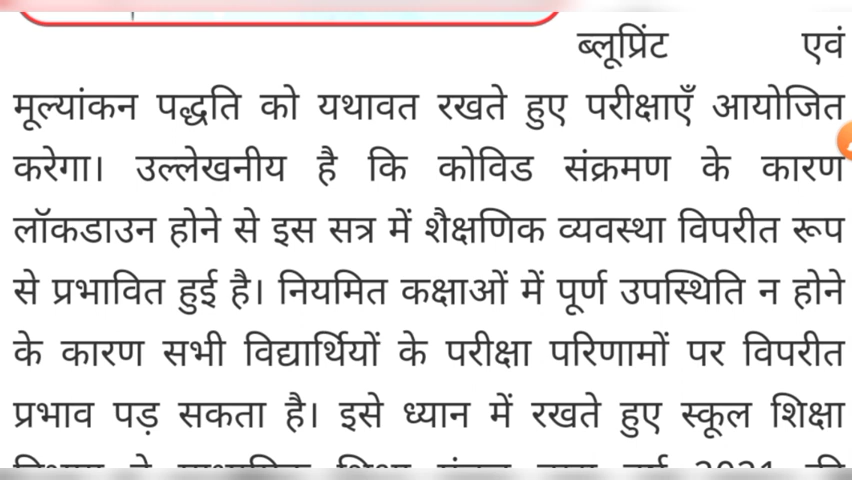 ब्लूप्रिंट एवं
मूल्यांकन पद्धति को यथावत रखते हुए परीक्षाएँ आयोजित
करेगा। उल्लेखनीय है कि कोविड संक्रमण के कारण
लॉकडाउन होने से इस सत्र में शैक्षणिक व्यवस्था विपरीत रूप
से प्रभावित हुई है। नियमित कक्षाओं में पूर्ण उपस्थिति न होने
के कारण सभी विद्यार्थियों के परीक्षा परिणामों पर विपरीत
प्रभाव पड़ सकता है। इसे ध्यान में रखते हुए स्कूल शिक्षा